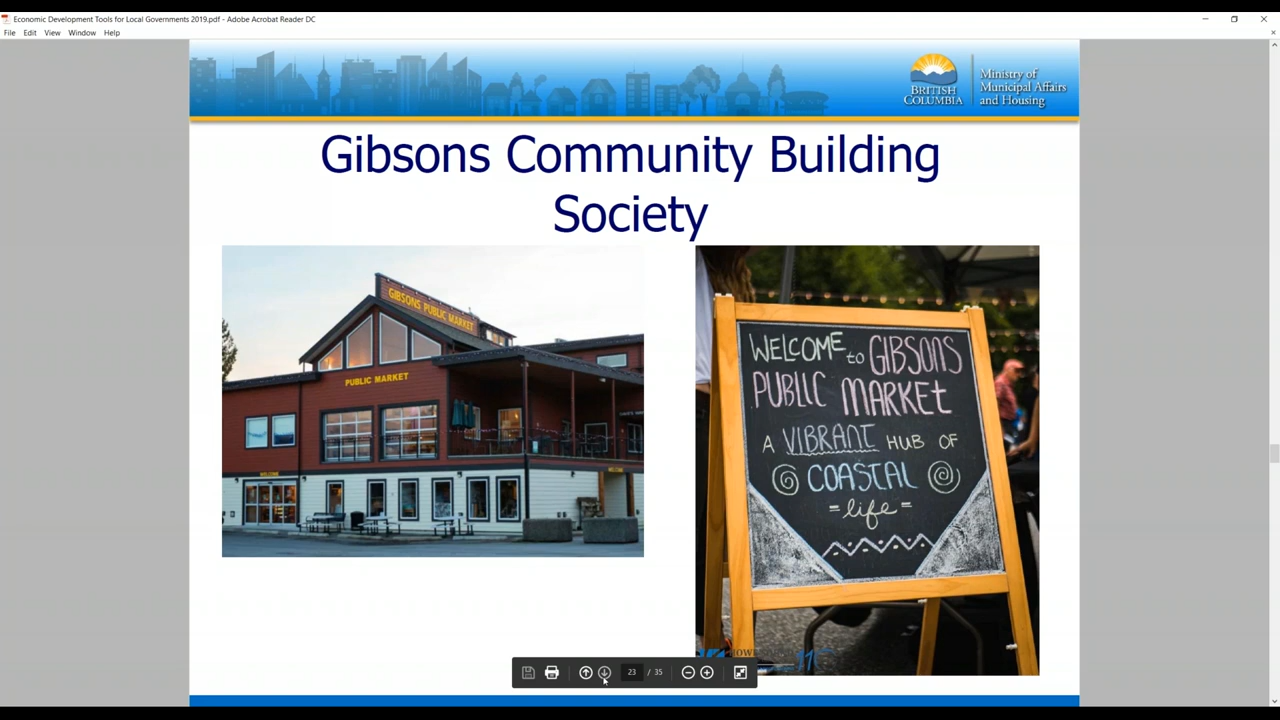 Economic Development Tools for Local Governments 2019.pdf - Adobe Acrobat Reader DC
File Edit View Window Help
BRITISH
COLUMBIA
Ministry of
Municipal Affairs
and Housing
Gibsons Community Building
Society
GIBSONS PUBLIC MARKET
PUBLIC MARKET
WELCOME
WELCOME to GIBSONS
PUBLIC MARKET
A VIBRANT HUB OF
COASTAL
=life=
23 / 35